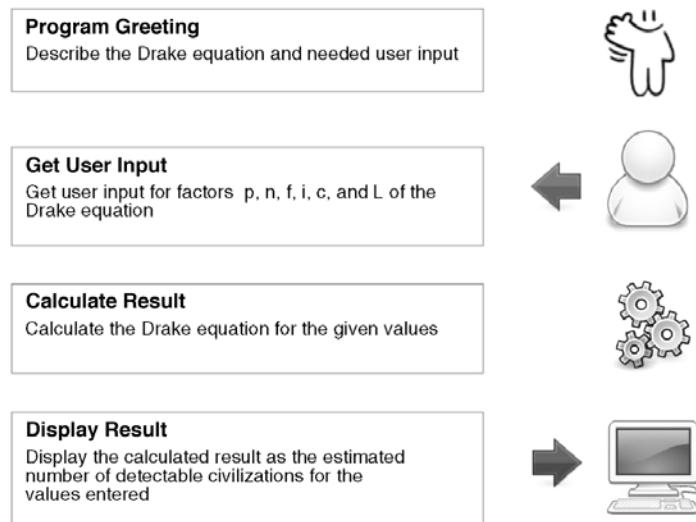 Program Greeting
Describe the Drake equation and needed user input
Get User Input
Get user input for factors p, n, f, i, c, and L of the
Drake equation
Calculate Result
Calculate the Drake equation for the given values
Display Result
Display the calculated result as the estimated
number of detectable civilizations for the
values entered